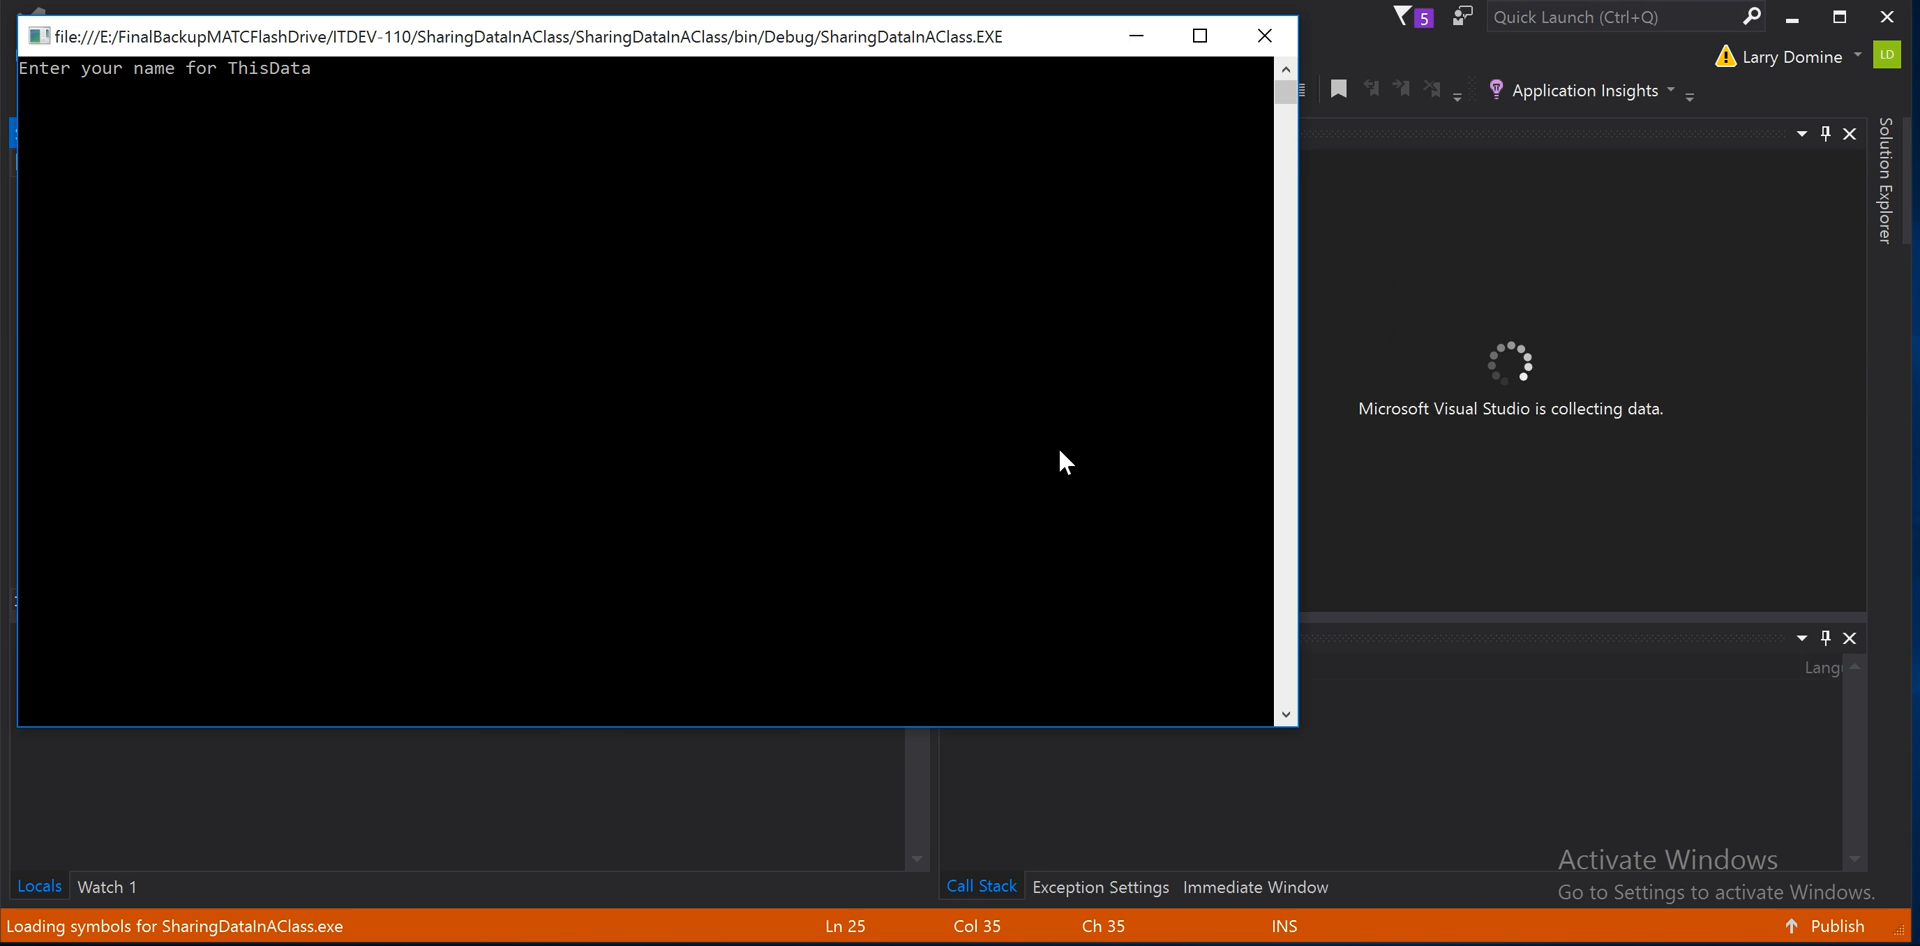 file:///E:/FinalBackupMATCFlashDrive/ITDEV-110/SharingDataInAClass/SharingDataInAClass/bin/Debug/SharingDataInAClass.EXE
Enter your name for ThisData
5
Quick Launch (Ctrl+Q)
Larry Domine
LD
Application Insights
Solution Explorer
Microsoft Visual Studio is collecting data.
Lang
Locals
Watch 1
Call Stack
Exception Settings
Immediate Window
Activate Windows
Go to Settings to activate Windows.
Loading symbols for SharingDataInAClass.exe
Ln 25
Col 35
Ch 35
INS
Publish